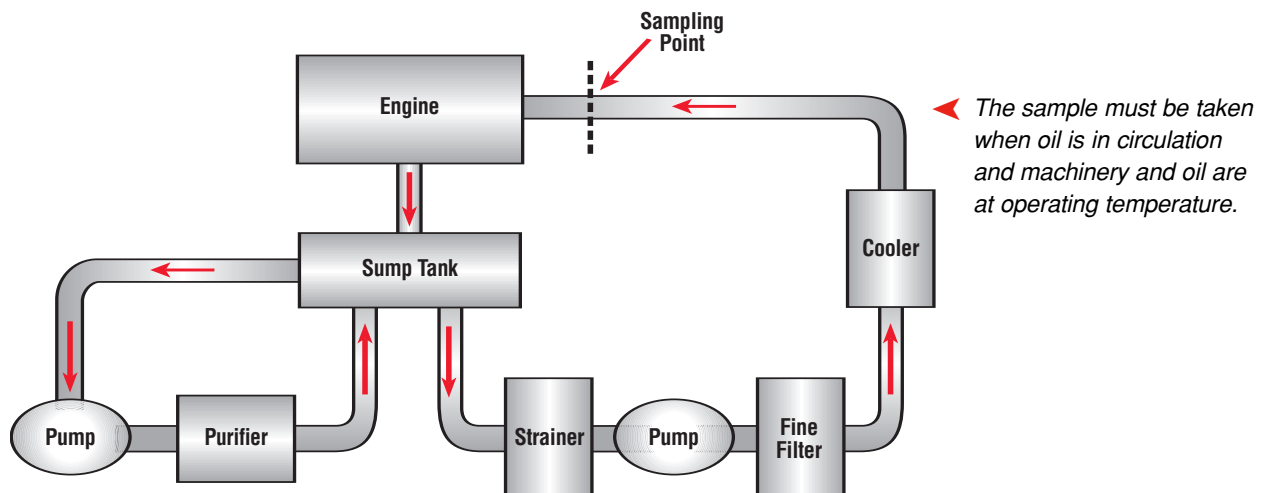 Sampling
Point
Engine
The sample must be taken
when oil is in circulation
and machinery and oil are
at operating temperature.
Cooler
Sump Tank
Pump
Purifier
Strainer
Pump
Fine
Filter